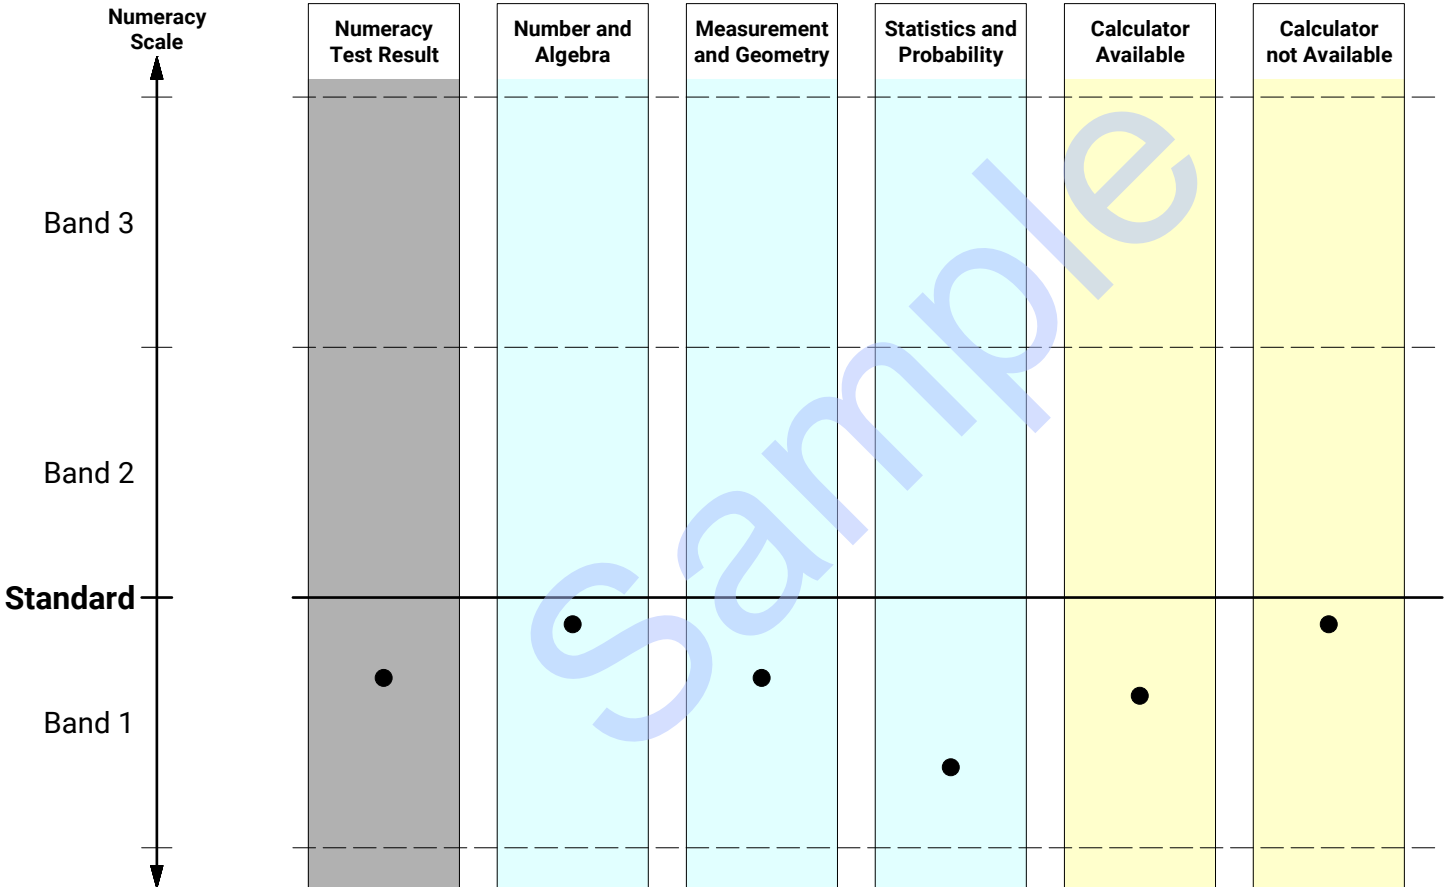 Numeracy
Scale
Numeracy
Test Result
Number and
Algebra
Measurement
and Geometry
Statistics and
Probability
Calculator
Available
Calculator
not Available
Band 3
Band 2
Standard
Band 1
Sample